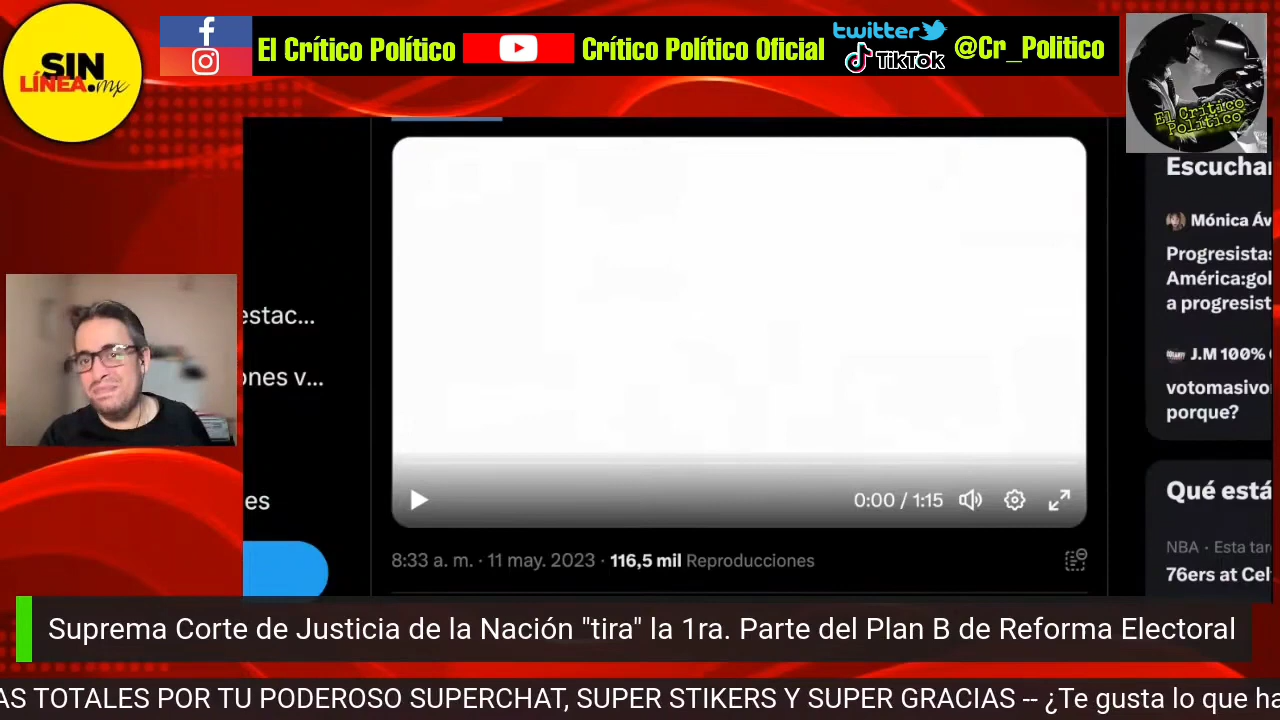 SIN
LÍNEA.mx
El Crítico Político
Crítico Político Oficial
twitter
TikTok
@Cr_Politico
El Crítico
Político
Escuchar
Mónica Áv
Progresistas
América:gol
a progresist
J.M 100%
votomasivo
porque?
estac...
ones v...
es
0:00 / 1:15
8:33 a. m. · 11 may. 2023 · 116,5 mil Reproducciones
Qué está
NBA · Esta tar
76ers at Cel
Suprema Corte de Justicia de la Nación "tira" la 1ra. Parte del Plan B de Reforma Electoral
AS TOTALES POR TU PODEROSO SUPERCHAT, SUPER STIKERS Y SUPER GRACIAS -- ¿Te gusta lo que ha